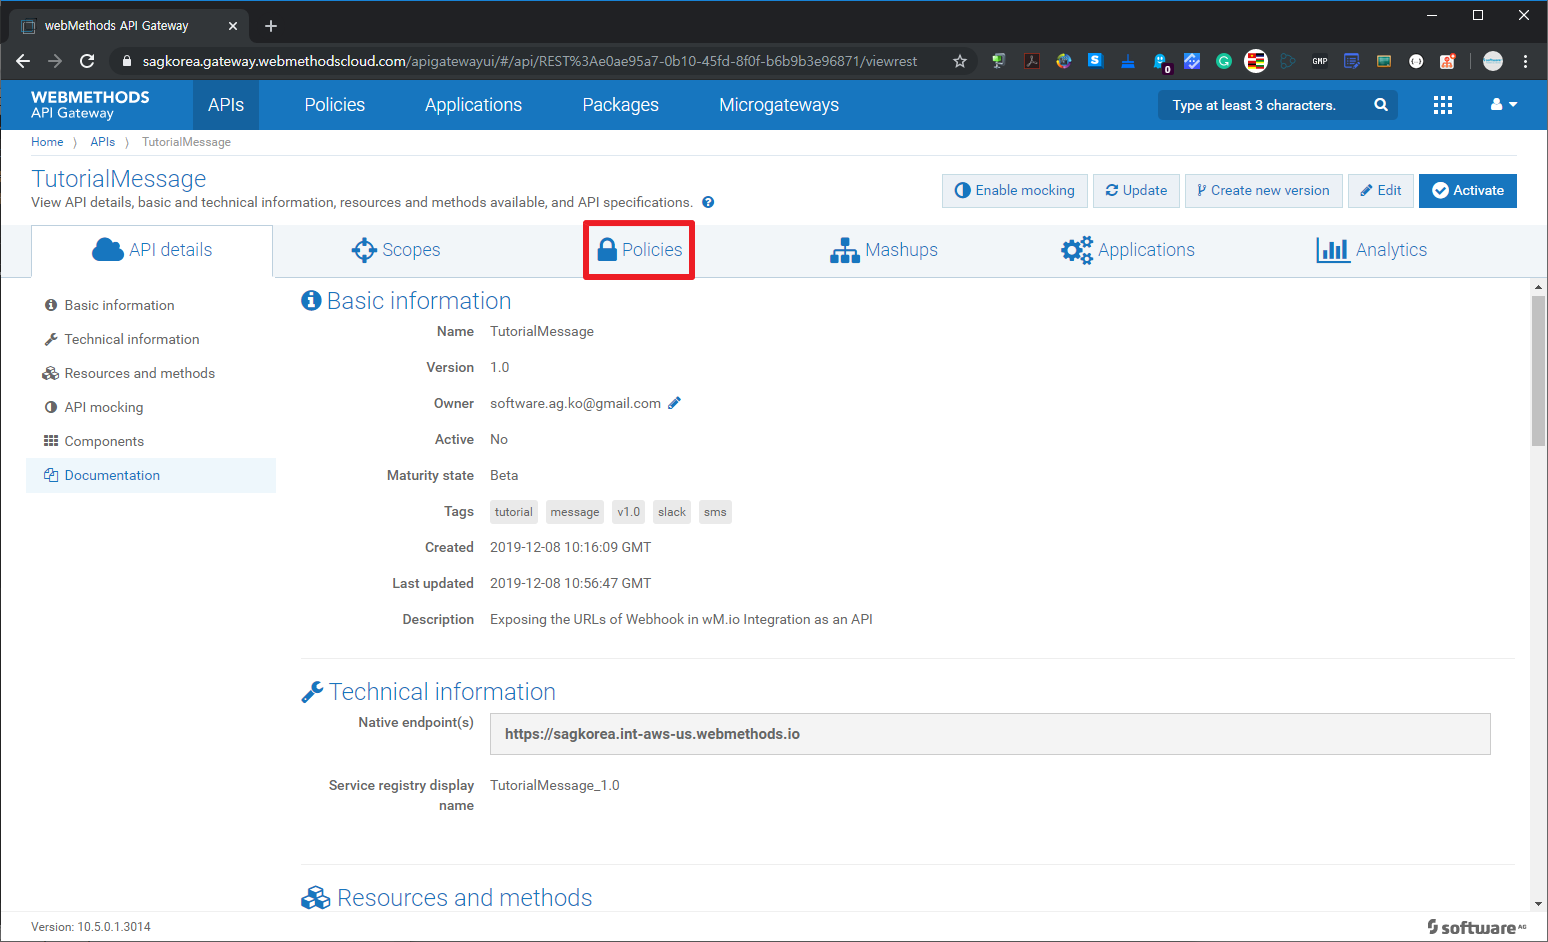 webMethods API Gateway
sagkorea.gateway.webmethodscloud.com/apigatewayui/#/api/REST%3Ae0ae95a7-0b10-45fd-8f0f-b6b9b3e96871/viewrest
S
0
G
GMP
WEBMETHODS
API Gateway
APIs
Policies
Applications
Packages
Microgateways
Type at least 3 characters.
Home
APIs
TutorialMessage
TutorialMessage
View API details, basic and technical information, resources and methods available, and API specifications.
Enable mocking
Update
Create new version
Edit
Activate
API details
Scopes
Policies
Mashups
Applications
Analytics
Basic information
Technical information
Resources and methods
API mocking
Components
Documentation
Basic information
Name TutorialMessage
Version 1.0
Owner software.ag.ko@gmail.com
Active No
Maturity state Beta
Tags tutorial message v1.0 slack sms
Created 2019-12-08 10:16:09 GMT
Last updated 2019-12-08 10:56:47 GMT
Description Exposing the URLs of Webhook in wM.io Integration as an API
Technical information
Native endpoint(s) https://sagkorea.int-aws-us.webmethods.io
Service registry display TutorialMessage_1.0
name
Resources and methods
Version: 10.5.0.1.3014
software AG